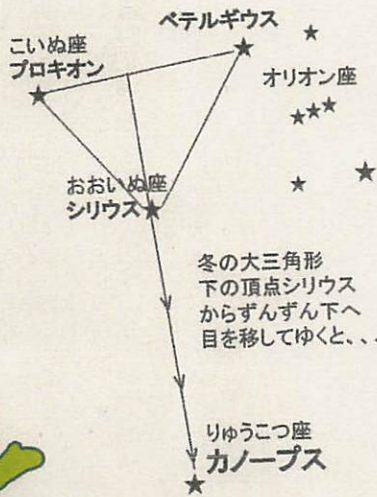 ベテルギウス
こいぬ座
プロキオン
オリオン座
おおいぬ座
シリウス
冬の大三角形
下の頂点シリウス
からずんずん下へ
目を移してゆくと、、、
りゅうこつ座
カノープス